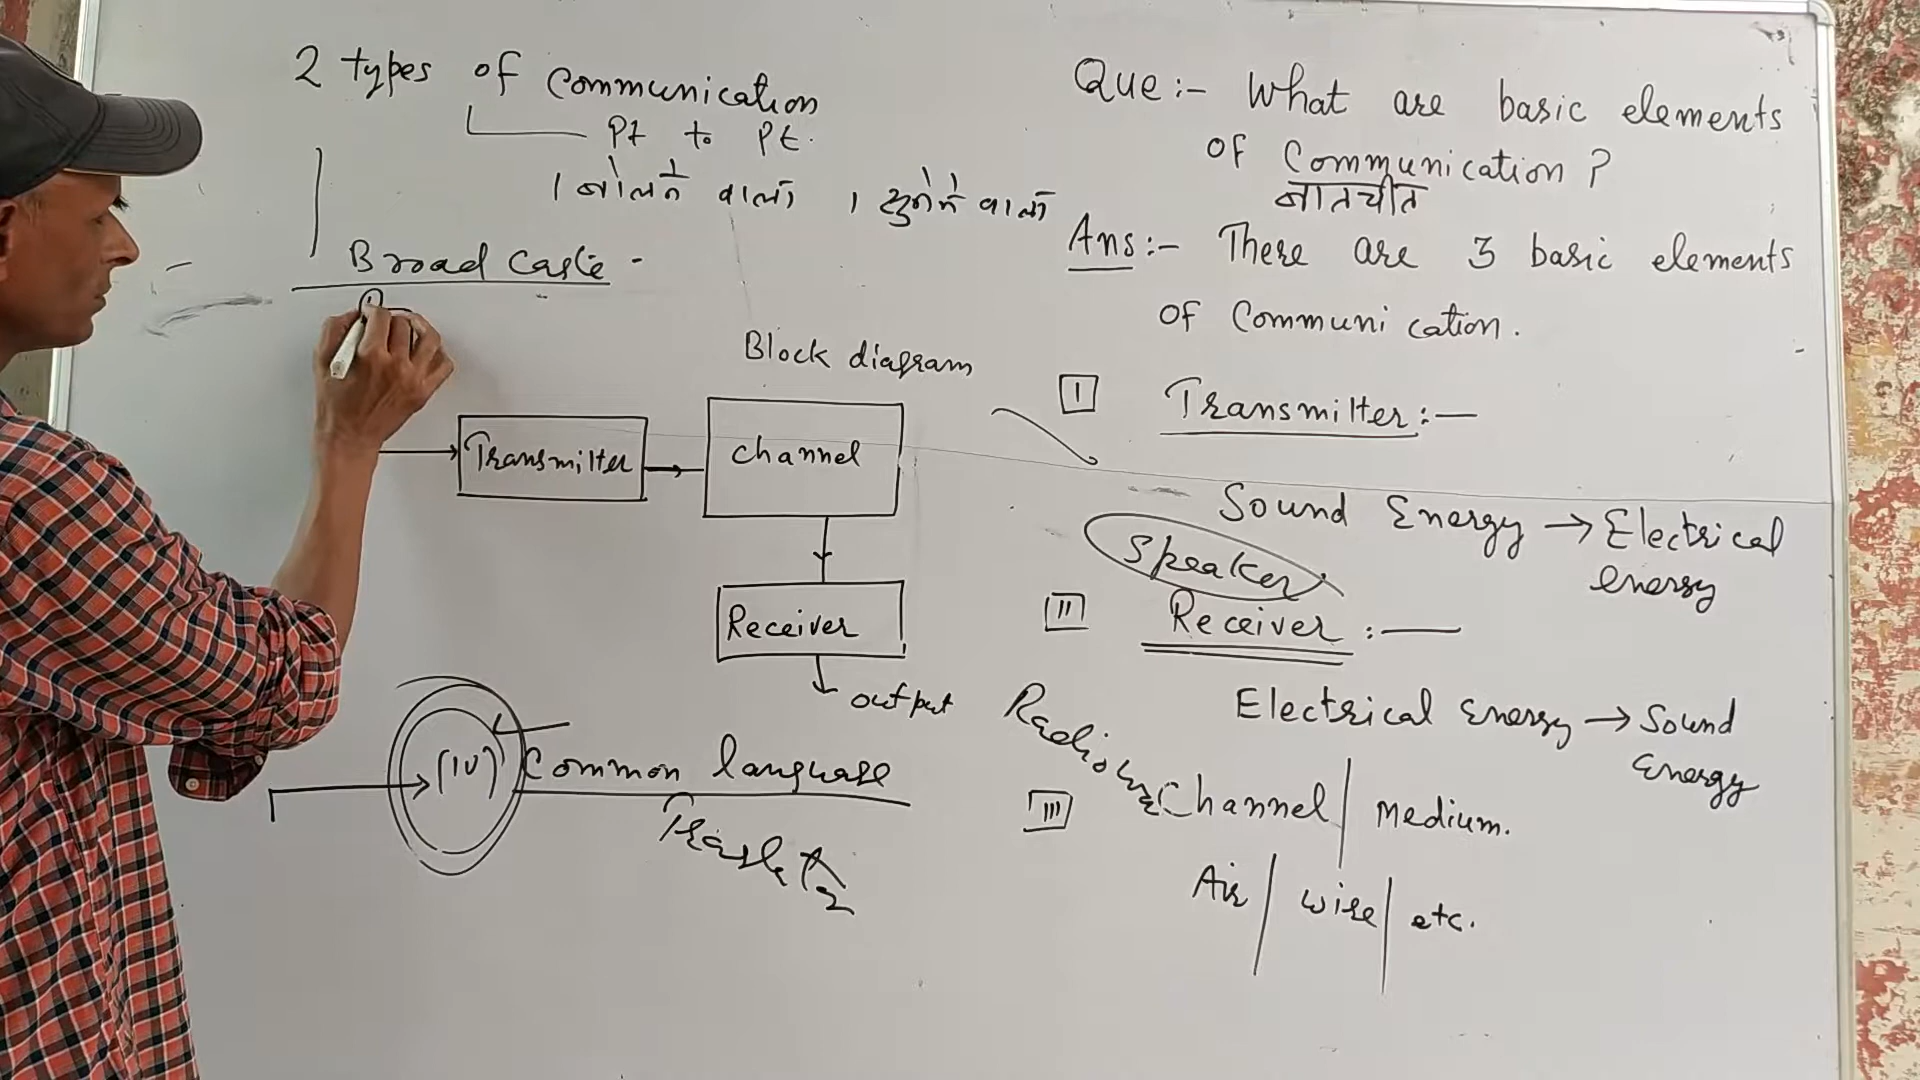 2 types of Communication
Pt to Pt.
1 बोलने वाला 1 सुनने वाला
Broad Caste -
Block diagram
Transmitter
Channel
Receiver
output
(IV) Common language
Que :- What are basic elements
of Communication ?
बातचीत
Ans :- There are 3 basic elements
of Communication.
I Transmitter :—
Sound Energy → Electrical
energy
Speaker
II Receiver :—
Electrical Energy → Sound
Energy
III Channel / Medium.
Air / wire / etc.